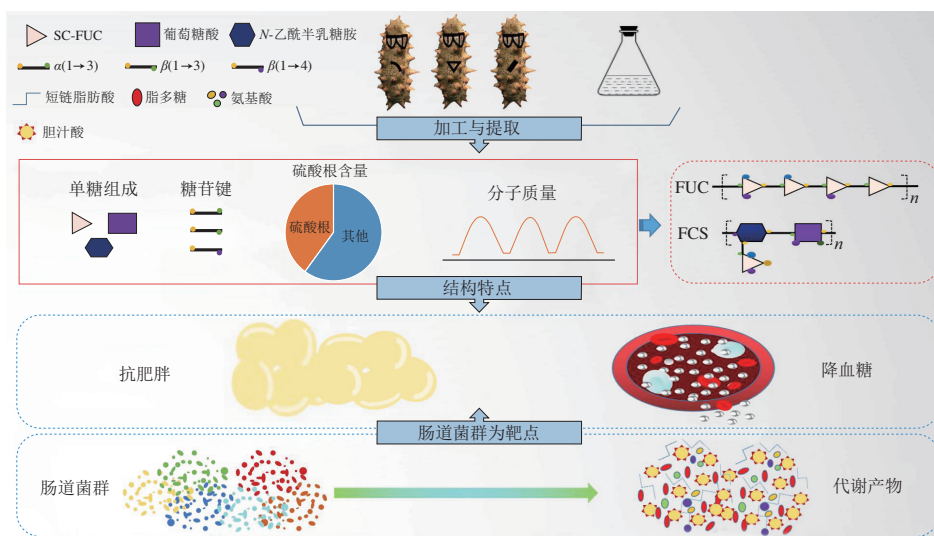 SC-FUC 葡萄糖酸 N-乙酰半乳糖胺
α(1→3) β(1→3) β(1→4)
短链脂肪酸 脂多糖 氨基酸
胆汁酸
加工与提取
单糖组成 糖苷键 硫酸根含量 分子质量
硫酸根 其他
FUC n
FCS n
结构特点
抗肥胖 降血糖
肠道菌群为靶点
肠道菌群 代谢产物